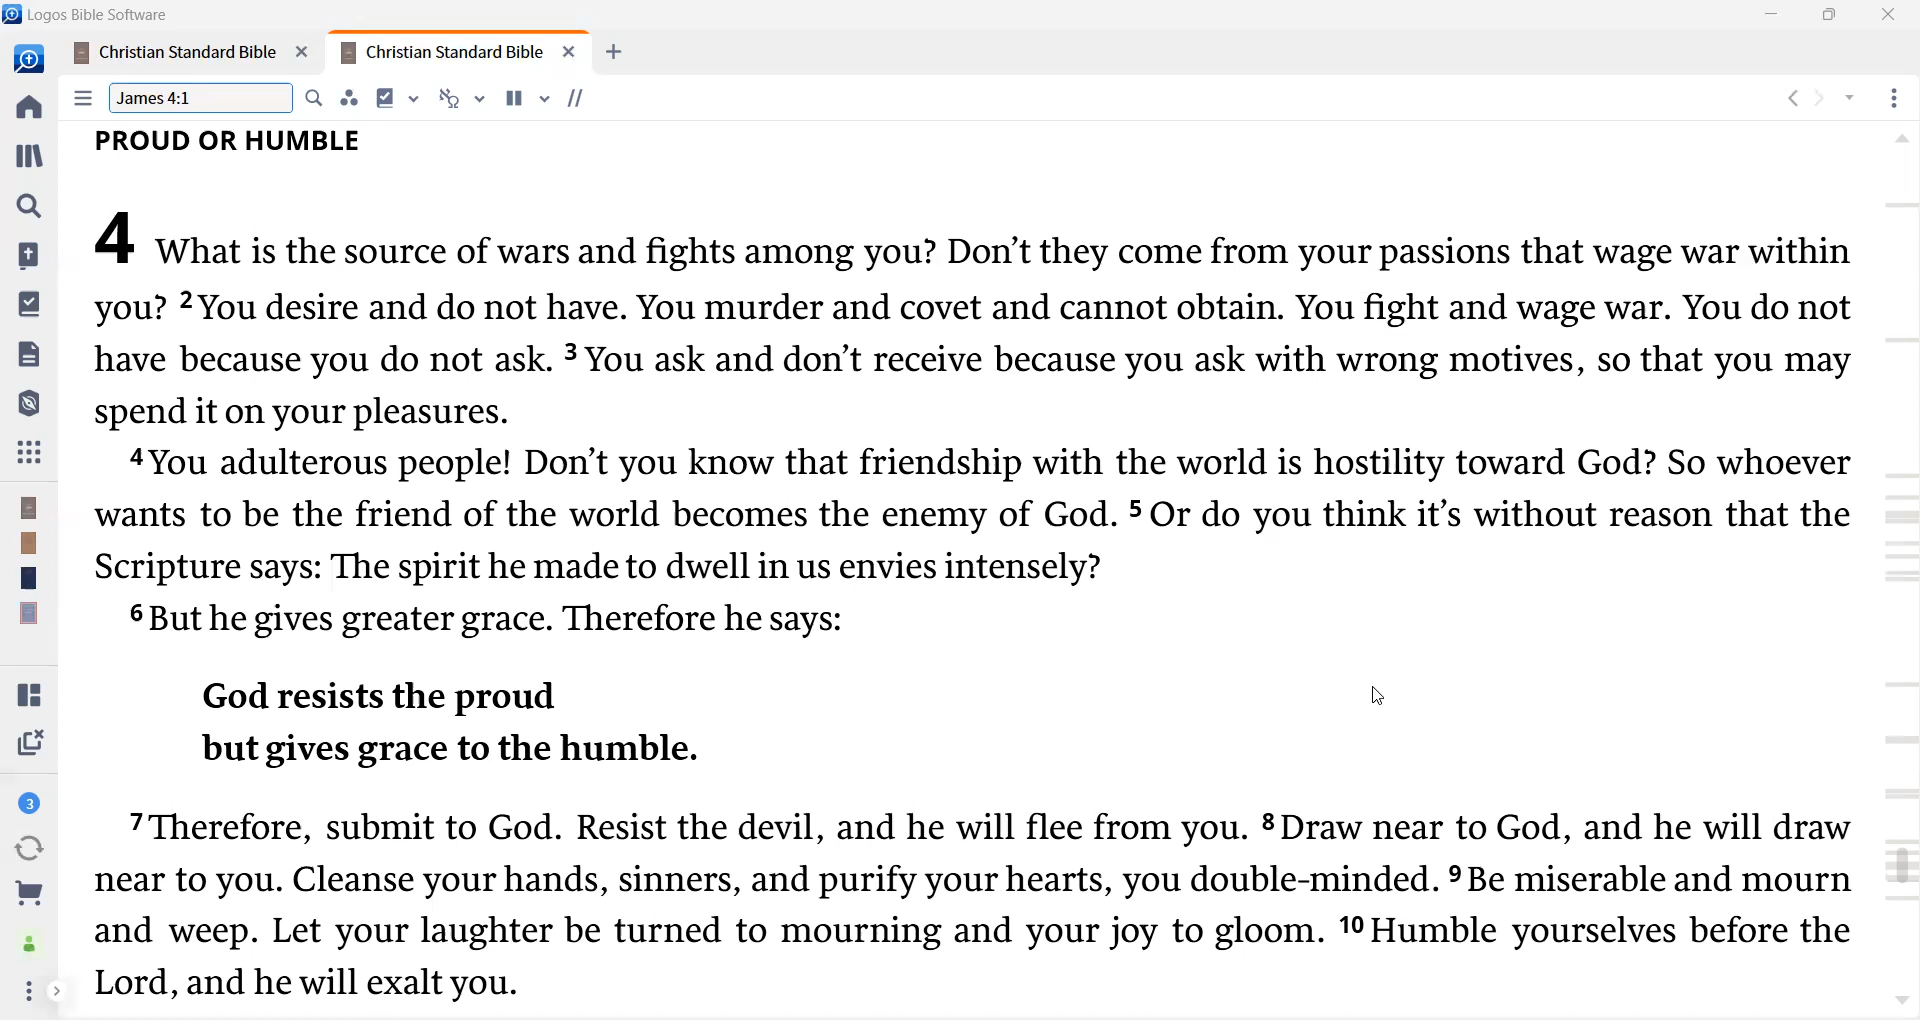 Logos Bible Software
Christian Standard Bible
Christian Standard Bible
James 4:1
PROUD OR HUMBLE
4 What is the source of wars and fights among you? Don’t they come from your passions that wage war within
you? 2 You desire and do not have. You murder and covet and cannot obtain. You fight and wage war. You do not
have because you do not ask. 3 You ask and don’t receive because you ask with wrong motives, so that you may
spend it on your pleasures.
4 You adulterous people! Don’t you know that friendship with the world is hostility toward God? So whoever
wants to be the friend of the world becomes the enemy of God. 5 Or do you think it’s without reason that the
Scripture says: The spirit he made to dwell in us envies intensely?
6 But he gives greater grace. Therefore he says:
God resists the proud
but gives grace to the humble.
7 Therefore, submit to God. Resist the devil, and he will flee from you. 8 Draw near to God, and he will draw
near to you. Cleanse your hands, sinners, and purify your hearts, you double-minded. 9 Be miserable and mourn
and weep. Let your laughter be turned to mourning and your joy to gloom. 10 Humble yourselves before the
Lord, and he will exalt you.
3